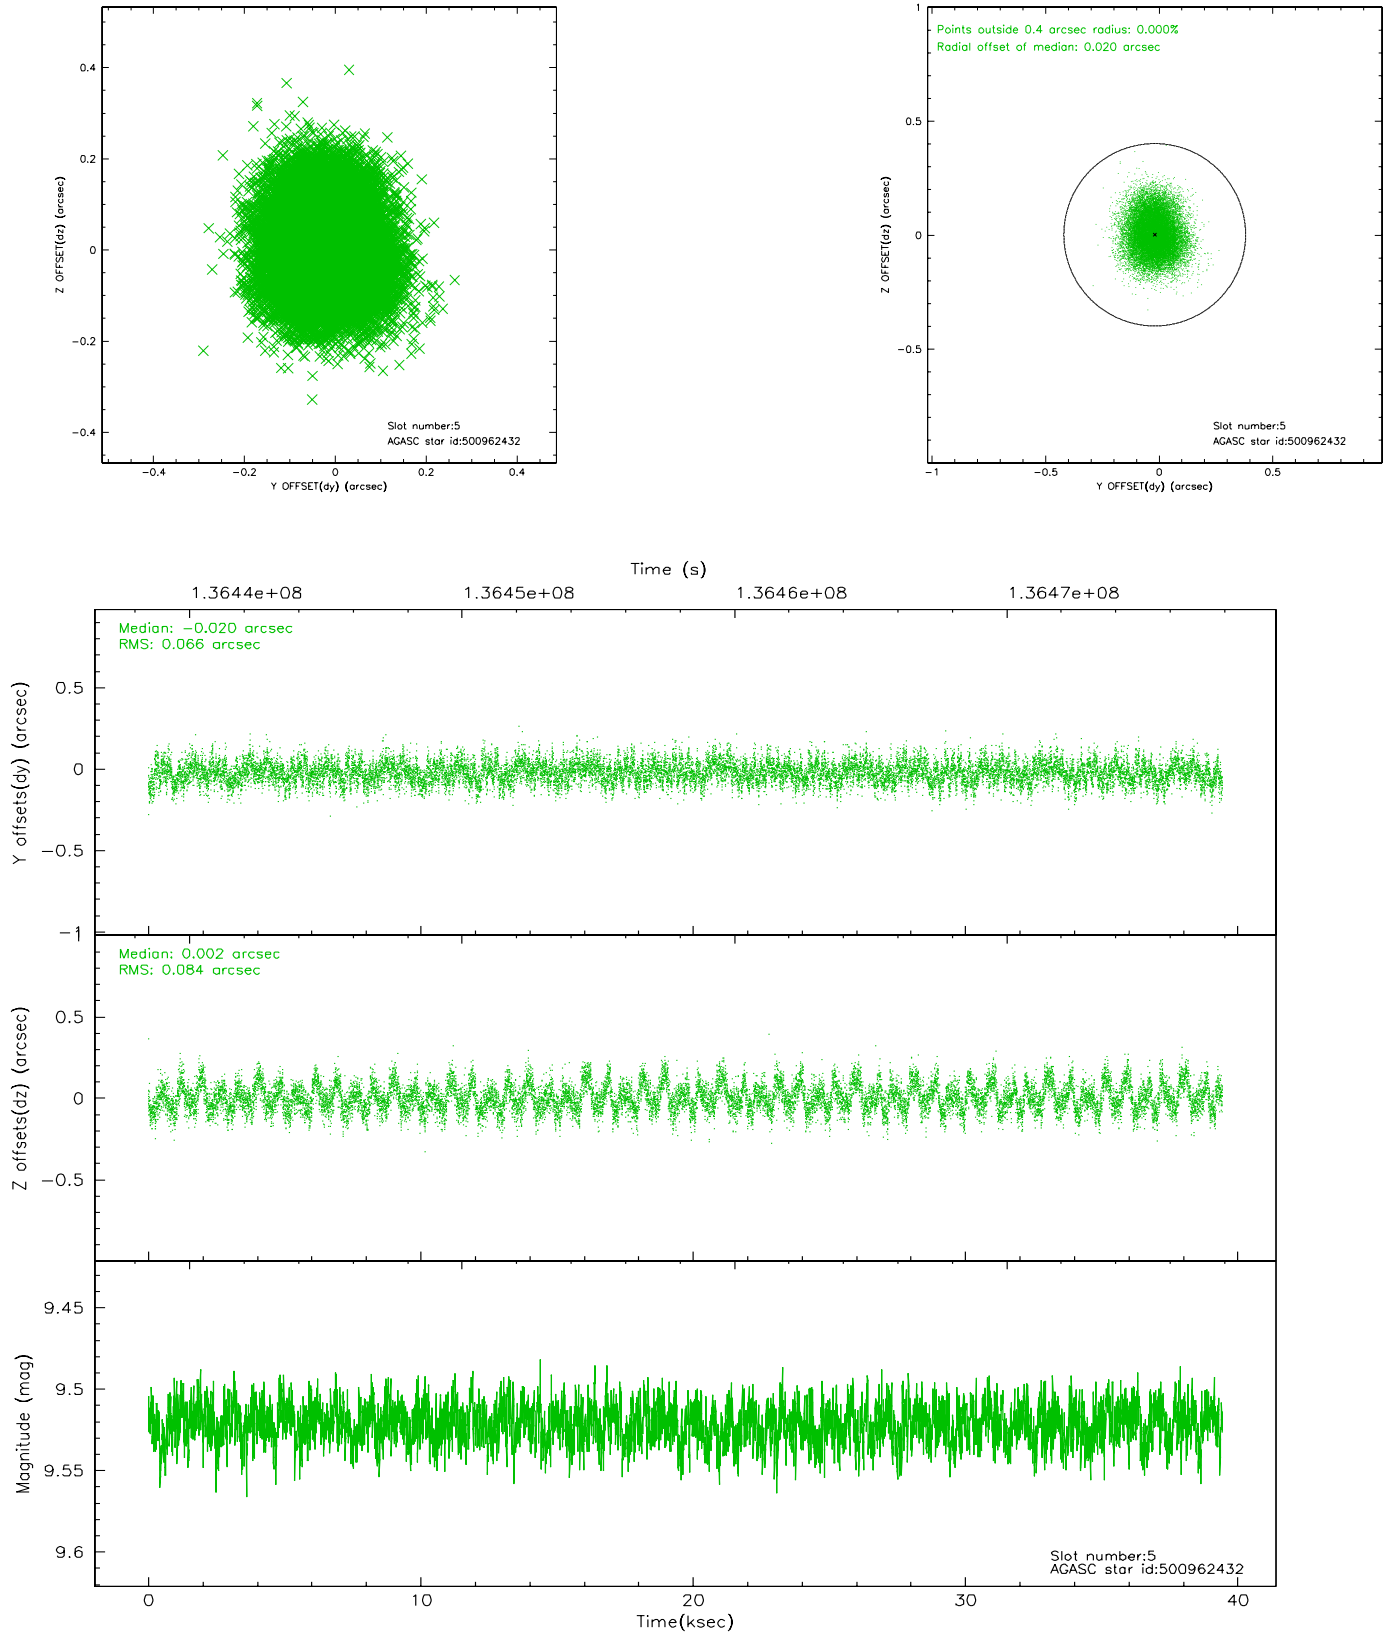 0.4
0.2
0
−0.2
−0.4
Z OFFSET(dz) (arcsec)
Slot number:5
AGASC star id:500962432
−0.4 −0.2 0 0.2 0.4
Y OFFSET(dy) (arcsec)
Points outside 0.4 arcsec radius: 0.000%
Radial offset of median: 0.020 arcsec
1
0.5
0
−0.5
Z OFFSET(dz) (arcsec)
Slot number:5
AGASC star id:500962432
−1 −0.5 0 0.5
Y OFFSET(dy) (arcsec)
Time (s)
1.3644e+08 1.3645e+08 1.3646e+08 1.3647e+08
Median: −0.020 arcsec
RMS: 0.066 arcsec
0.5
0
−0.5
−1
Y offsets(dy) (arcsec)
1
Median: 0.002 arcsec
RMS: 0.084 arcsec
0.5
0
−0.5
Z offsets(dz) (arcsec)
9.45
9.5
9.55
9.6
Magnitude (mag)
Slot number:5
AGASC star id:500962432
0 10 20 30 40
Time(ksec)